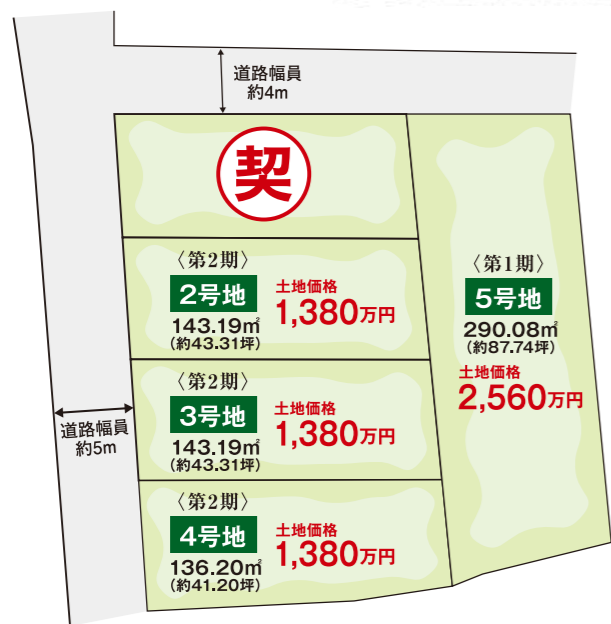 道路幅員
約4m
契
〈第2期〉
2号地
143.19㎡
(約43.31坪)
土地価格
1,380万円
〈第1期〉
5号地
290.08㎡
(約87.74坪)
土地価格
2,560万円
〈第2期〉
3号地
143.19㎡
(約43.31坪)
土地価格
1,380万円
道路幅員
約5m
〈第2期〉
4号地
136.20㎡
(約41.20坪)
土地価格
1,380万円